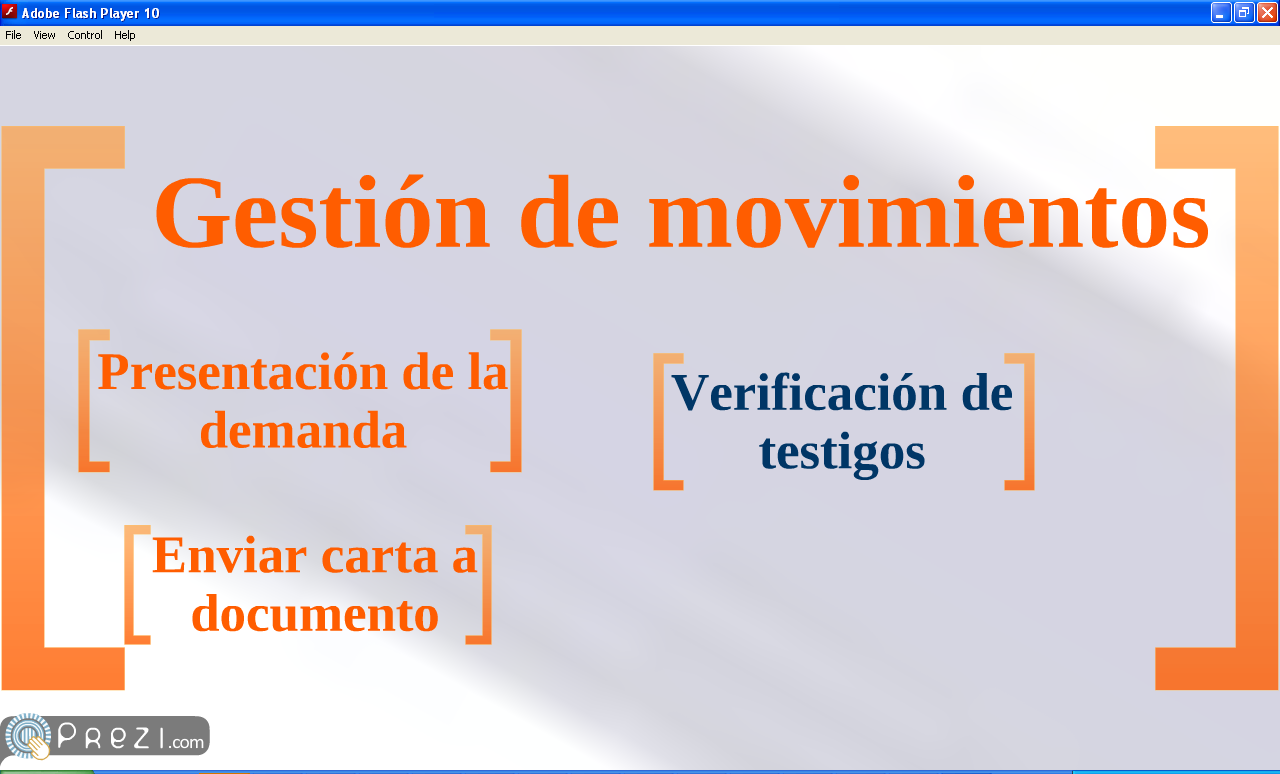 Adobe Flash Player 10
File View Control Help
Gestión de movimientos
Presentación de la
demanda
Verificación de
testigos
Enviar carta a
documento
PREZI.com